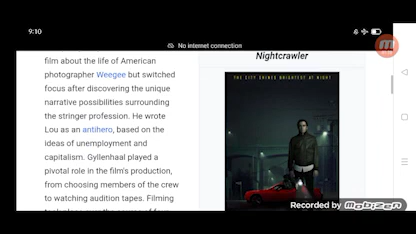 9:10
No internet connection
film about the life of American
photographer Weegee but switched
focus after discovering the unique
narrative possibilities surrounding
the stringer profession. He wrote
Lou as an antihero, based on the
ideas of unemployment and
capitalism. Gyllenhaal played a
pivotal role in the film's production,
from choosing members of the crew
to watching audition tapes. Filming
Nightcrawler
THE CITY SHINES BRIGHTEST AT NIGHT
Recorded by mobizen